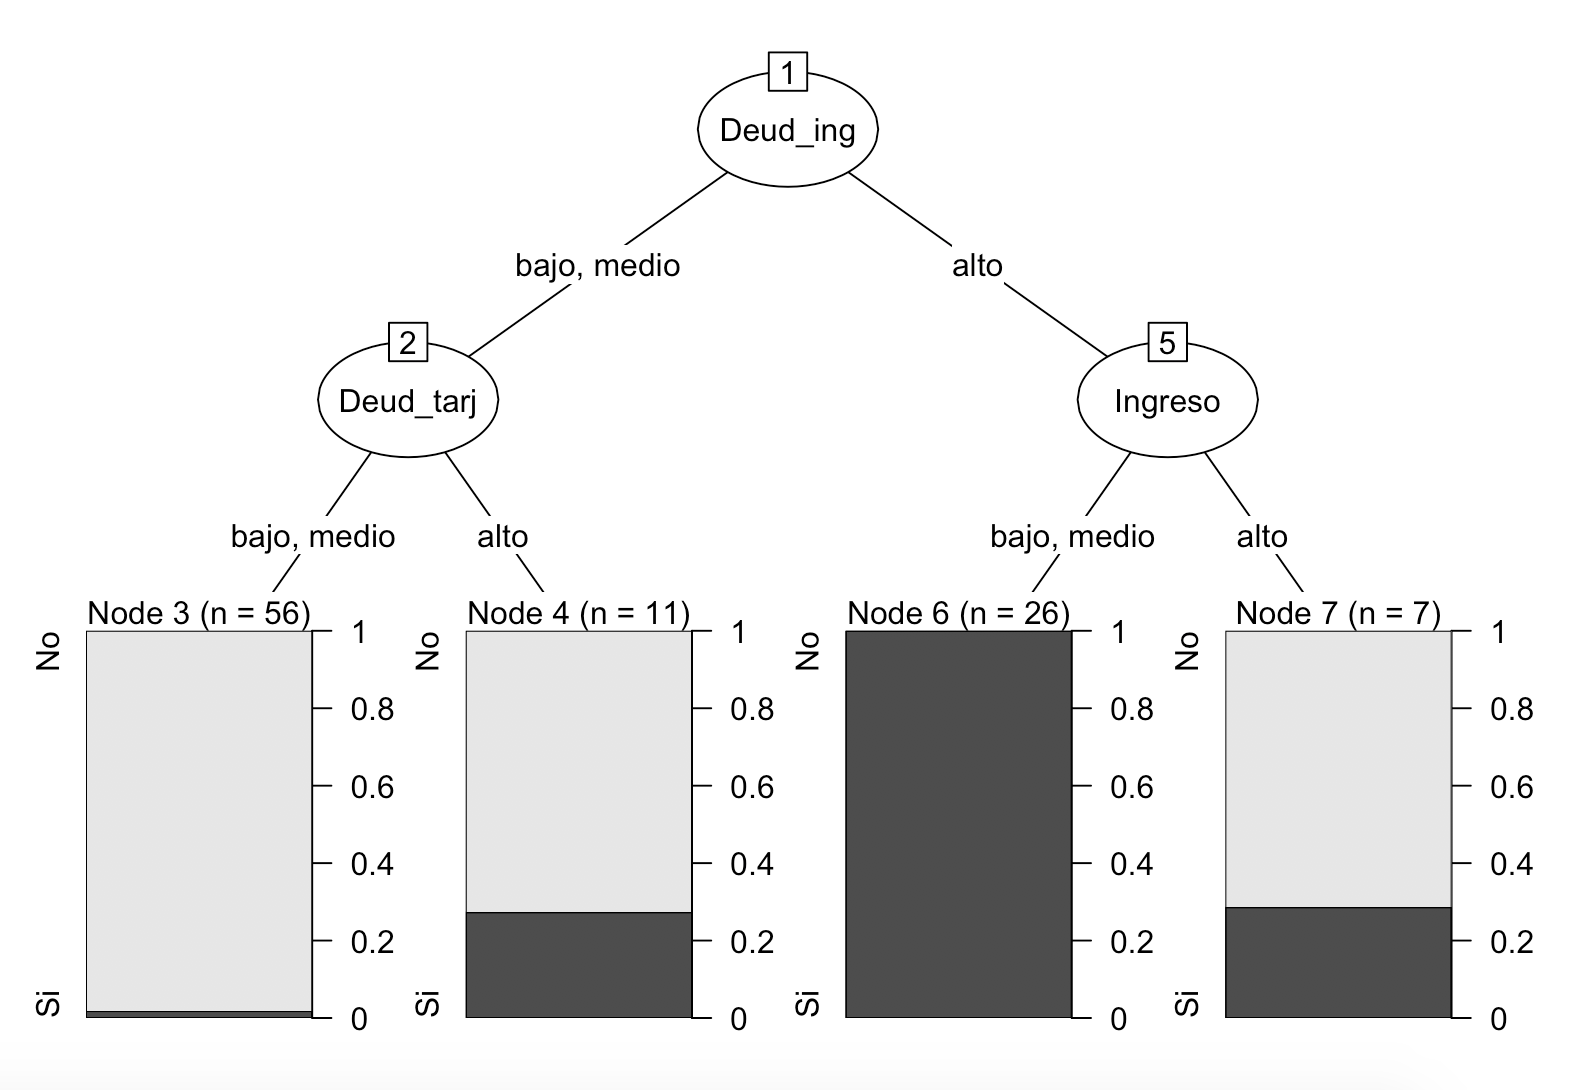 1
Deud_ing
bajo, medio
alto
2
Deud_tarj
5
Ingreso
bajo, medio
alto
bajo, medio
alto
Node 3 (n = 56)
No
Si
1
0.8
0.6
0.4
0.2
0
Node 4 (n = 11)
No
Si
1
0.8
0.6
0.4
0.2
0
Node 6 (n = 26)
No
Si
1
0.8
0.6
0.4
0.2
0
Node 7 (n = 7)
No
Si
1
0.8
0.6
0.4
0.2
0